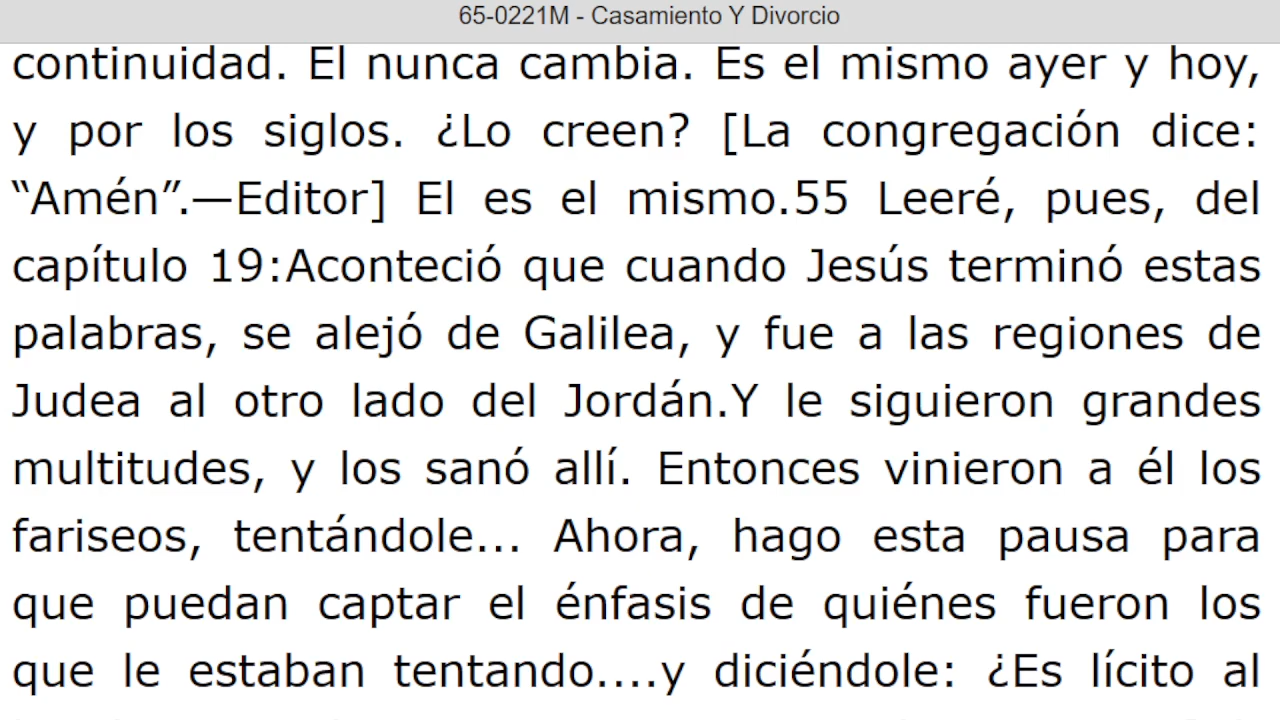 65-0221M - Casamiento Y Divorcio
continuidad. El nunca cambia. Es el mismo ayer y hoy,
y por los siglos. ¿Lo creen? [La congregación dice:
“Amén”.—Editor] El es el mismo.55 Leeré, pues, del
capítulo 19:Aconteció que cuando Jesús terminó estas
palabras, se alejó de Galilea, y fue a las regiones de
Judea al otro lado del Jordán.Y le siguieron grandes
multitudes, y los sanó allí. Entonces vinieron a él los
fariseos, tentándole... Ahora, hago esta pausa para
que puedan captar el énfasis de quiénes fueron los
que le estaban tentando....y diciéndole: ¿Es lícito al